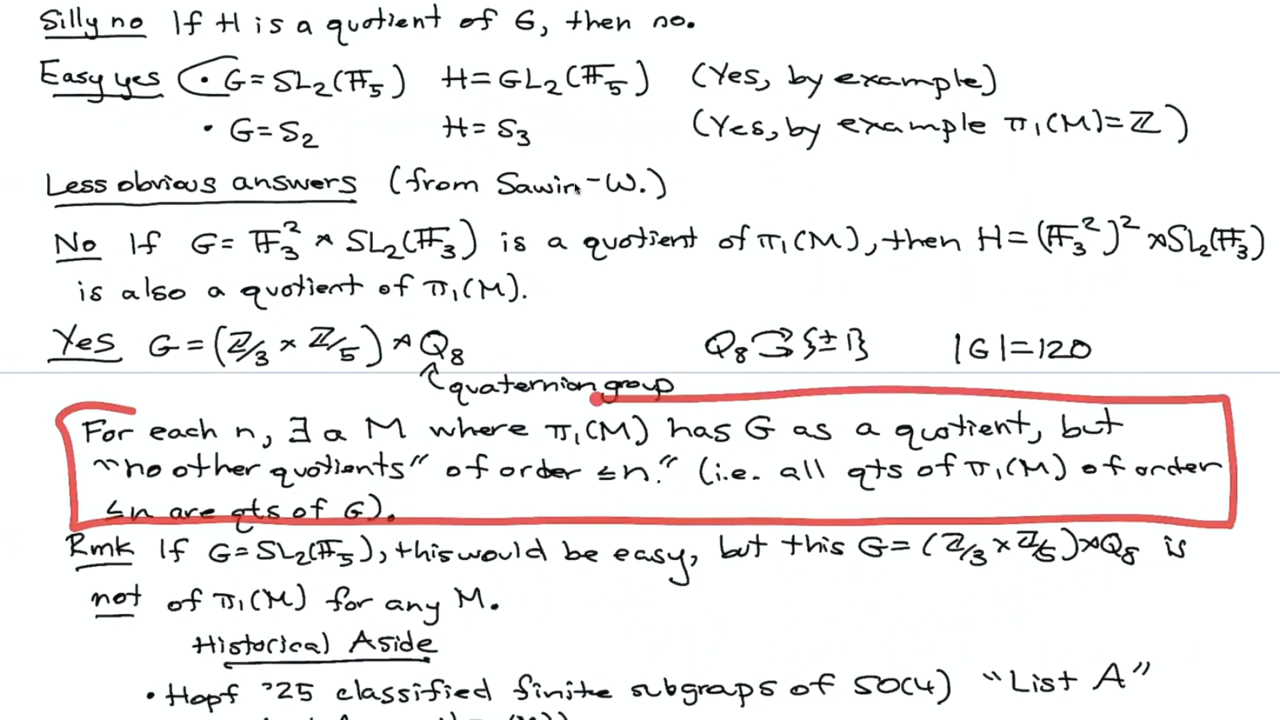 Silly no If H is a quotient of G, then no.
Easy yes • G = SL₂(𝔽₅) H = GL₂(𝔽₅) (Yes, by example)
• G = S₂ H = S₃ (Yes, by example π₁(M) = ℤ)
Less obvious answers (from Sawin-W.)
No If G = 𝔽₃² ⋊ SL₂(𝔽₃) is a quotient of π₁(M), then H = (𝔽₃²)² ⋊ SL₂(𝔽₃)
is also a quotient of π₁(M).
Yes G = (ℤ/3 × ℤ/5) ⋊ Q₈ Q₈ ⤳ {±1} |G| = 120
quaternion group
For each n, ∃ a M where π₁(M) has G as a quotient, but
"no other quotients" of order ≤ n." (i.e. all qts of π₁(M) of order
≤ n are qts of G).
Rmk If G = SL₂(𝔽₅), this would be easy, but this G = (ℤ/3 × ℤ/5) ⋊ Q₈ is
not of π₁(M) for any M.
Historical Aside
• Hopf '25 classified finite subgraps of SO(4) "List A"